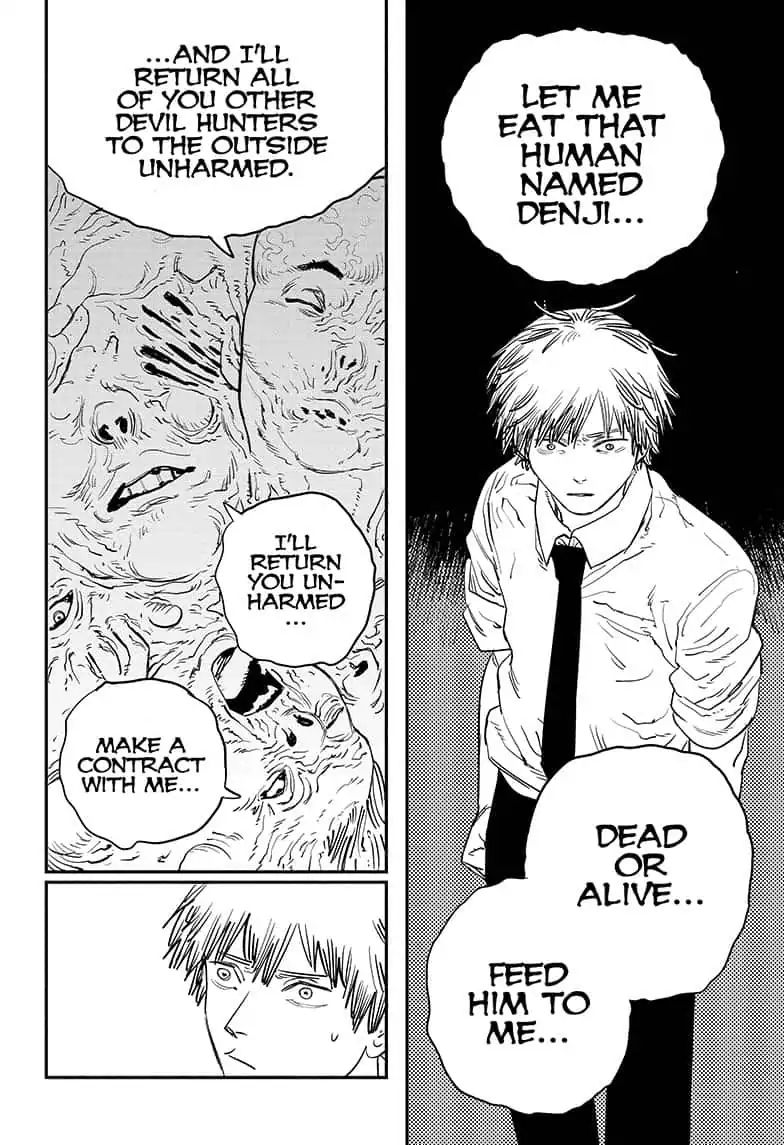 LET ME
EAT THAT
HUMAN
NAMED
DENJI...
DEAD
OR
ALIVE...
FEED
HIM TO
ME...
...AND I'LL
RETURN ALL
OF YOU OTHER
DEVIL HUNTERS
TO THE OUTSIDE
UNHARMED.
I'LL
RETURN
YOU UN-
HARMED
...
MAKE A
CONTRACT
WITH ME...